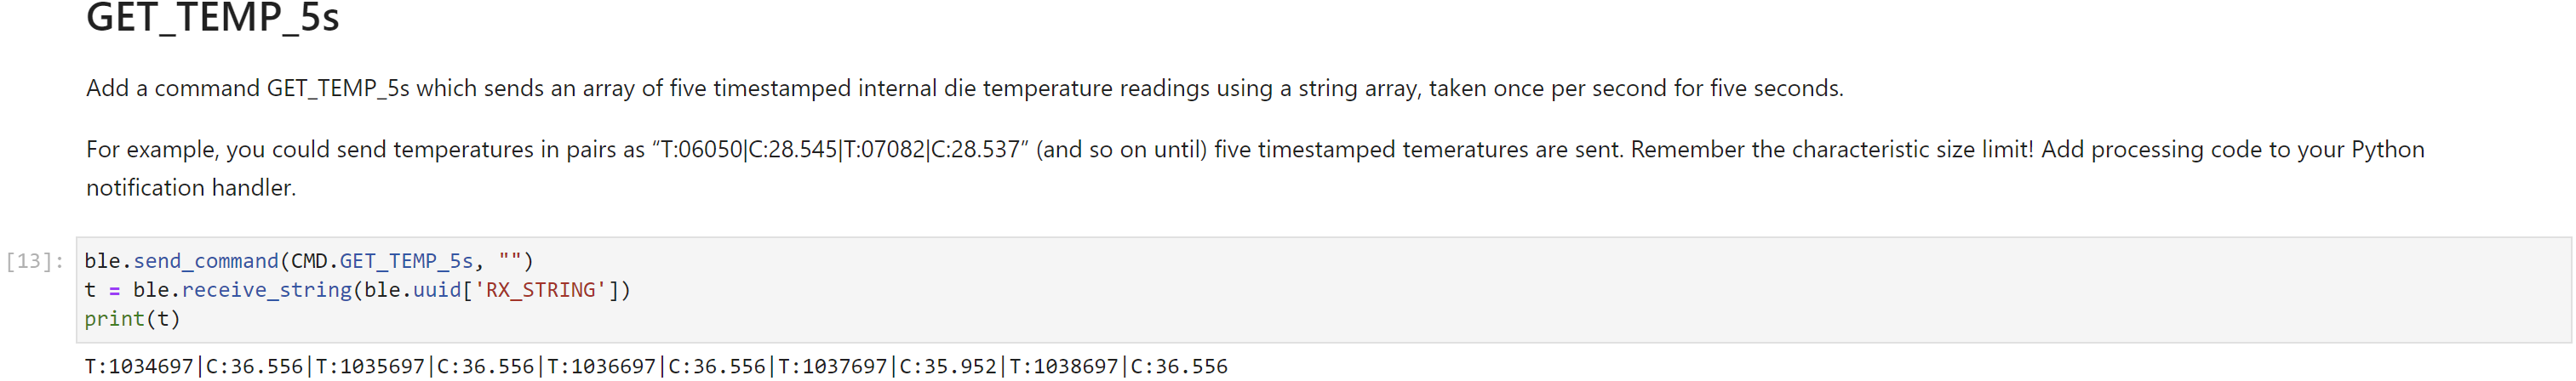 GET_TEMP_5s
Add a command GET_TEMP_5s which sends an array of five timestamped internal die temperature readings using a string array, taken once per second for five seconds.
For example, you could send temperatures in pairs as “T:06050|C:28.545|T:07082|C:28.537” (and so on until) five timestamped temeratures are sent. Remember the characteristic size limit! Add processing code to your Python
notification handler.
[13]: ble.send_command(CMD.GET_TEMP_5s, "")
t = ble.receive_string(ble.uuid['RX_STRING'])
print(t)
T:1034697|C:36.556|T:1035697|C:36.556|T:1036697|C:36.556|T:1037697|C:35.952|T:1038697|C:36.556